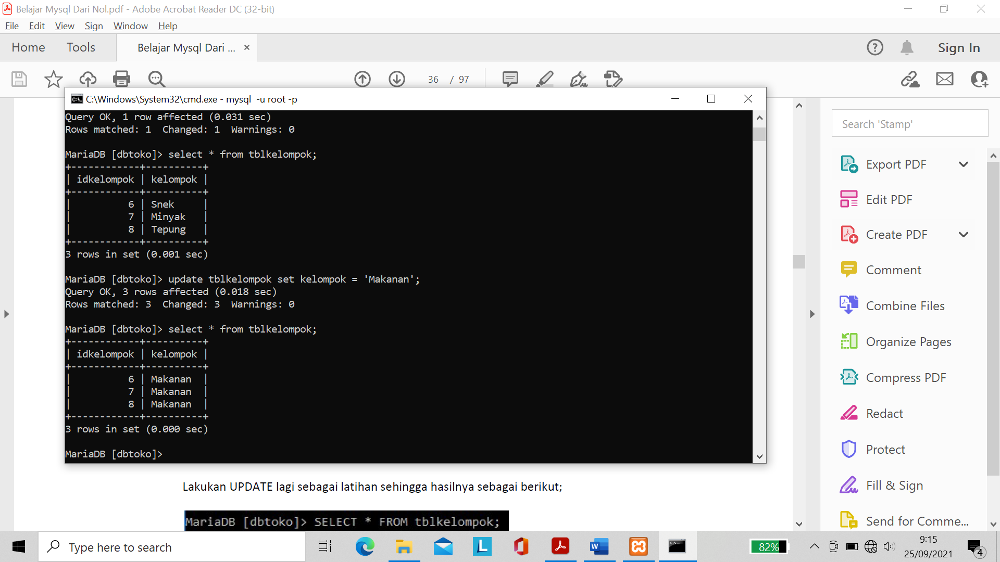 Belajar Mysql Dari Nol.pdf - Adobe Acrobat Reader DC (32-bit)
File Edit View Sign Window Help
Home Tools Belajar Mysql Dari ... × Sign In
36 / 97
C:\Windows\System32\cmd.exe - mysql  -u root -p
Query OK, 1 row affected (0.031 sec)
Rows matched: 1  Changed: 1  Warnings: 0
MariaDB [dbtoko]> select * from tblkelompok;
+------------+----------+
| idkelompok | kelompok |
+------------+----------+
|          6 | Snek     |
|          7 | Minyak   |
|          8 | Tepung   |
+------------+----------+
3 rows in set (0.001 sec)
MariaDB [dbtoko]> update tblkelompok set kelompok = 'Makanan';
Query OK, 3 rows affected (0.018 sec)
Rows matched: 3  Changed: 3  Warnings: 0
MariaDB [dbtoko]> select * from tblkelompok;
+------------+----------+
| idkelompok | kelompok |
+------------+----------+
|          6 | Makanan  |
|          7 | Makanan  |
|          8 | Makanan  |
+------------+----------+
3 rows in set (0.000 sec)
MariaDB [dbtoko]>
Lakukan UPDATE lagi sebagai latihan sehingga hasilnya sebagai berikut;
MariaDB [dbtoko]> SELECT * FROM tblkelompok;
Search 'Stamp'
Export PDF
Edit PDF
Create PDF
Comment
Combine Files
Organize Pages
Compress PDF
Redact
Protect
Fill & Sign
Send for Comme...
Type here to search
82%
9:15
25/09/2021
4